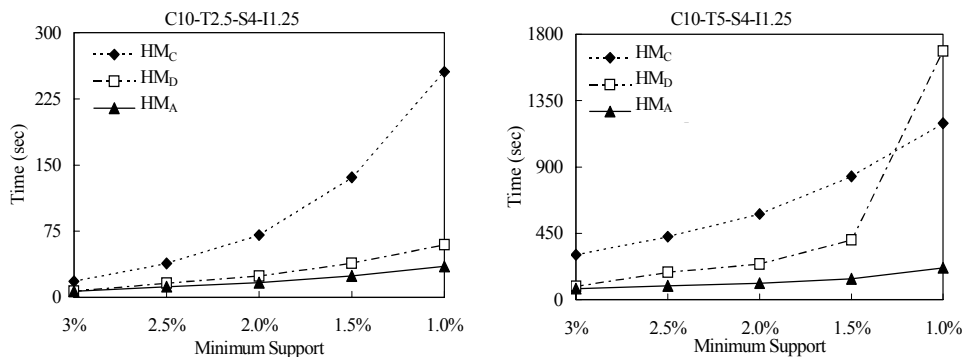 C10-T2.5-S4-I1.25
300
225
150
75
0
Time (sec)
HMC
HMD
HMA
3% 2.5% 2.0% 1.5% 1.0%
Minimum Support
C10-T5-S4-I1.25
1800
1350
900
450
0
Time (sec)
HMC
HMD
HMA
3% 2.5% 2.0% 1.5% 1.0%
Minimum Support